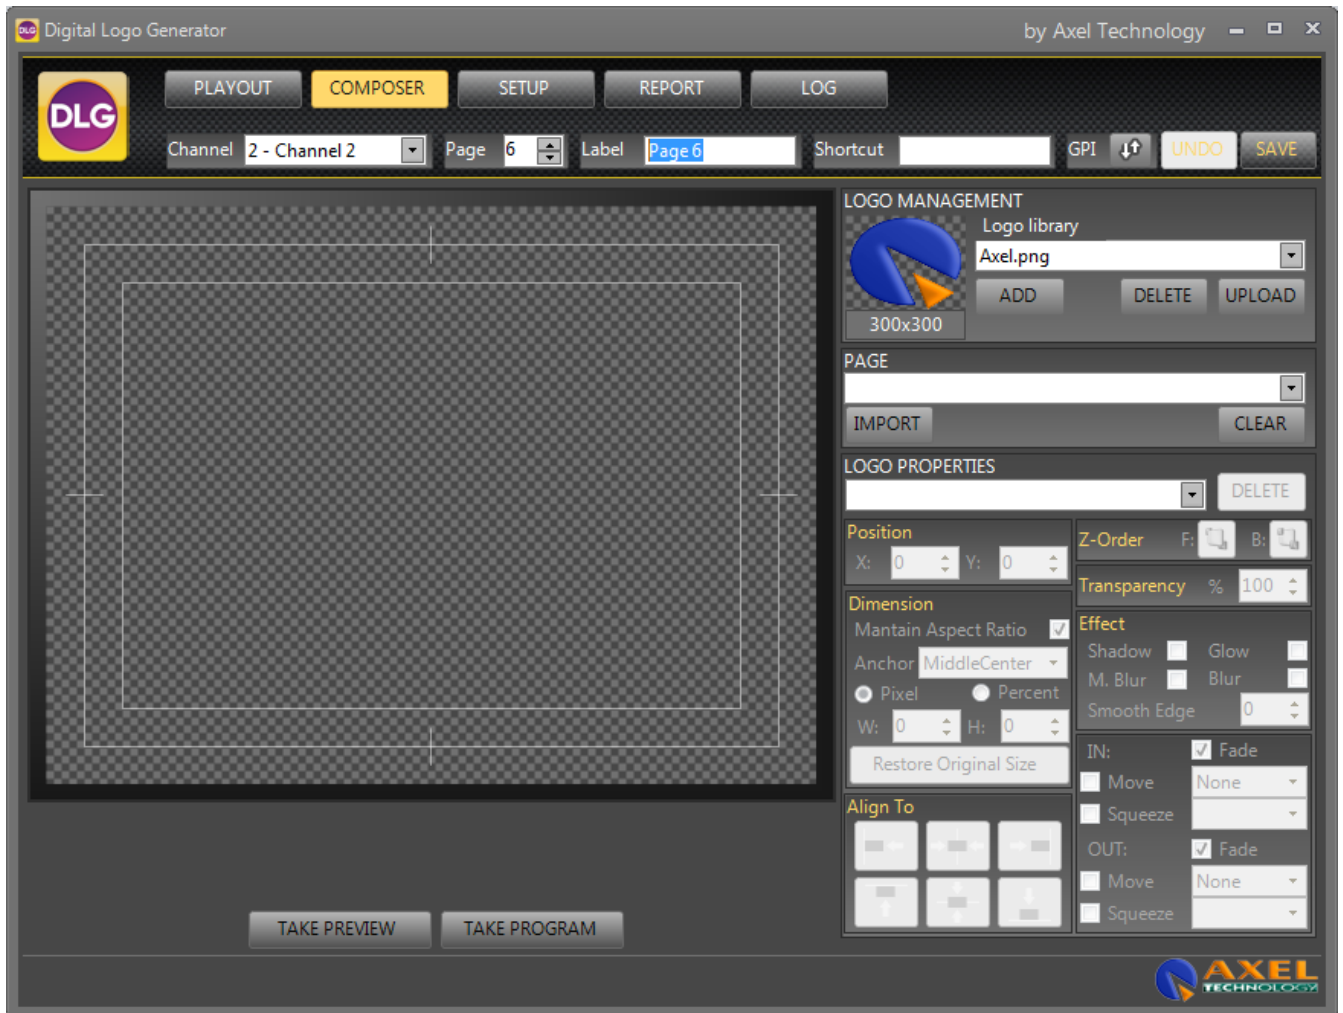 DLG Digital Logo Generator by Axel Technology
DLG
PLAYOUT COMPOSER SETUP REPORT LOG
Channel 2 - Channel 2 Page 6 Label Page 6 Shortcut GPI UNDO SAVE
LOGO MANAGEMENT
Logo library
Axel.png
ADD DELETE UPLOAD
300x300
PAGE
IMPORT CLEAR
LOGO PROPERTIES
DELETE
Position
X: 0 Y: 0
Z-Order F: B:
Transparency % 100
Dimension
Mantain Aspect Ratio
Anchor MiddleCenter
Pixel Percent
W: 0 H: 0
Restore Original Size
Effect
Shadow Glow
M. Blur Blur
Smooth Edge 0
Align To
IN: Fade
Move None
Squeeze
OUT: Fade
Move None
Squeeze
TAKE PREVIEW TAKE PROGRAM
AXEL
TECHNOLOGY